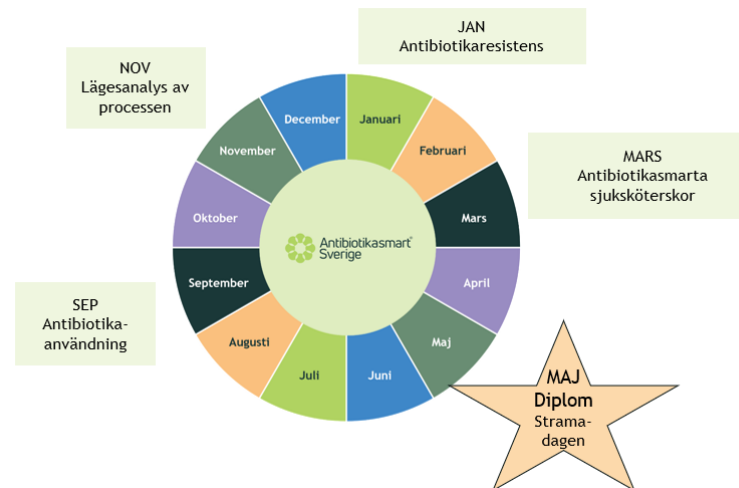 JAN
Antibiotikaresistens
NOV
Lägesanalys av
processen
December
Januari
November
Februari
MARS
Antibiotikasmarta
sjuksköterskor
Oktober
Mars
Antibiotikasmart
Sverige
September
April
SEP
Antibiotika-
användning
Augusti
Maj
Juli
Juni
MAJ
Diplom
Strama-
dagen